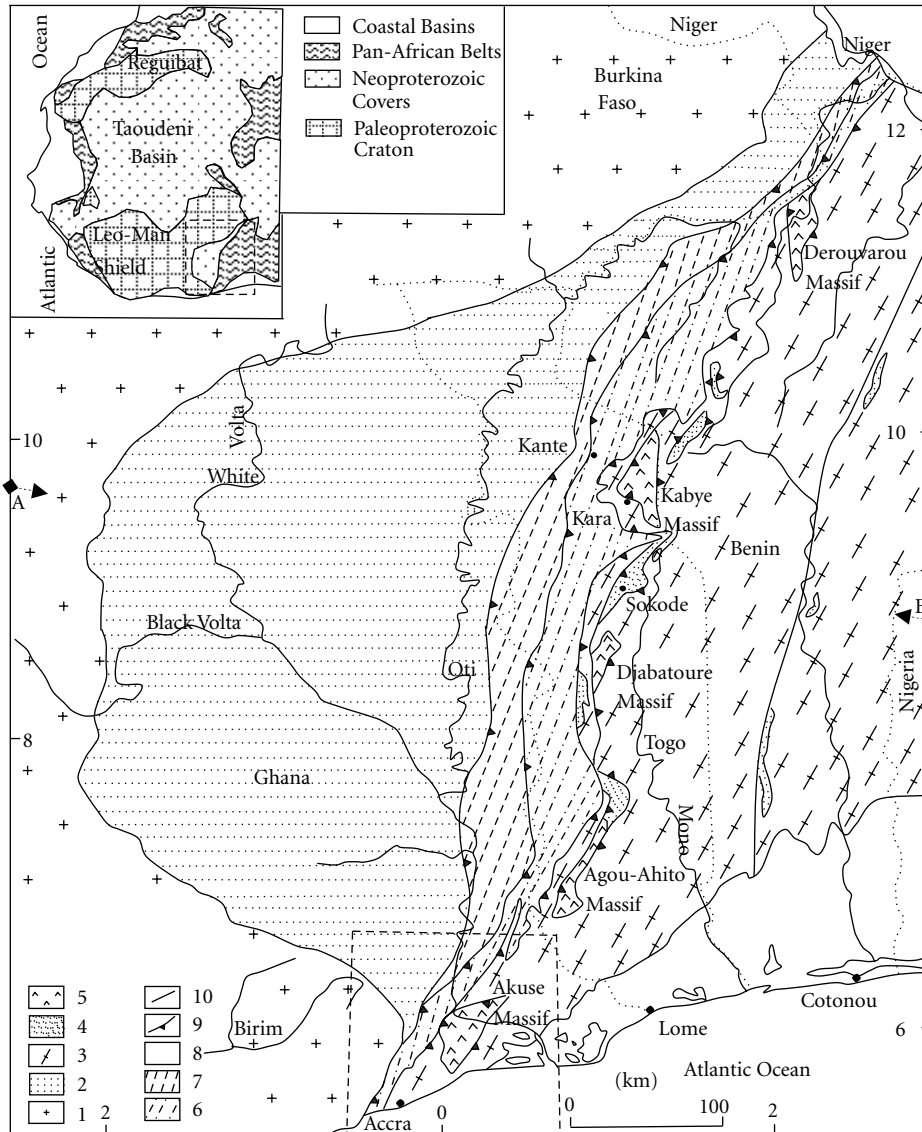 Ocean
Atlantic
Reguibat
Taoudeni
Basin
Leo-Man
Shield
Coastal Basins
Pan-African Belts
Neoproterozoic
Covers
Paleoproterozoic
Craton
Niger
Niger
Burkina
Faso
12
Derouvarou
Massif
10
Volta
White
Kante
10
A
Kara
Kabye
Massif
Benin
Sokode
B
Black Volta
Oti
Djabatoure
Massif
Nigeria
8
Togo
Ghana
Mono
Agou-Ahito
Massif
Akuse
Massif
Cotonou
Lome
6
Birim
Atlantic Ocean
(km)
Accra
0
0
100
2
5
10
4
9
3
8
2
7
1
2
6